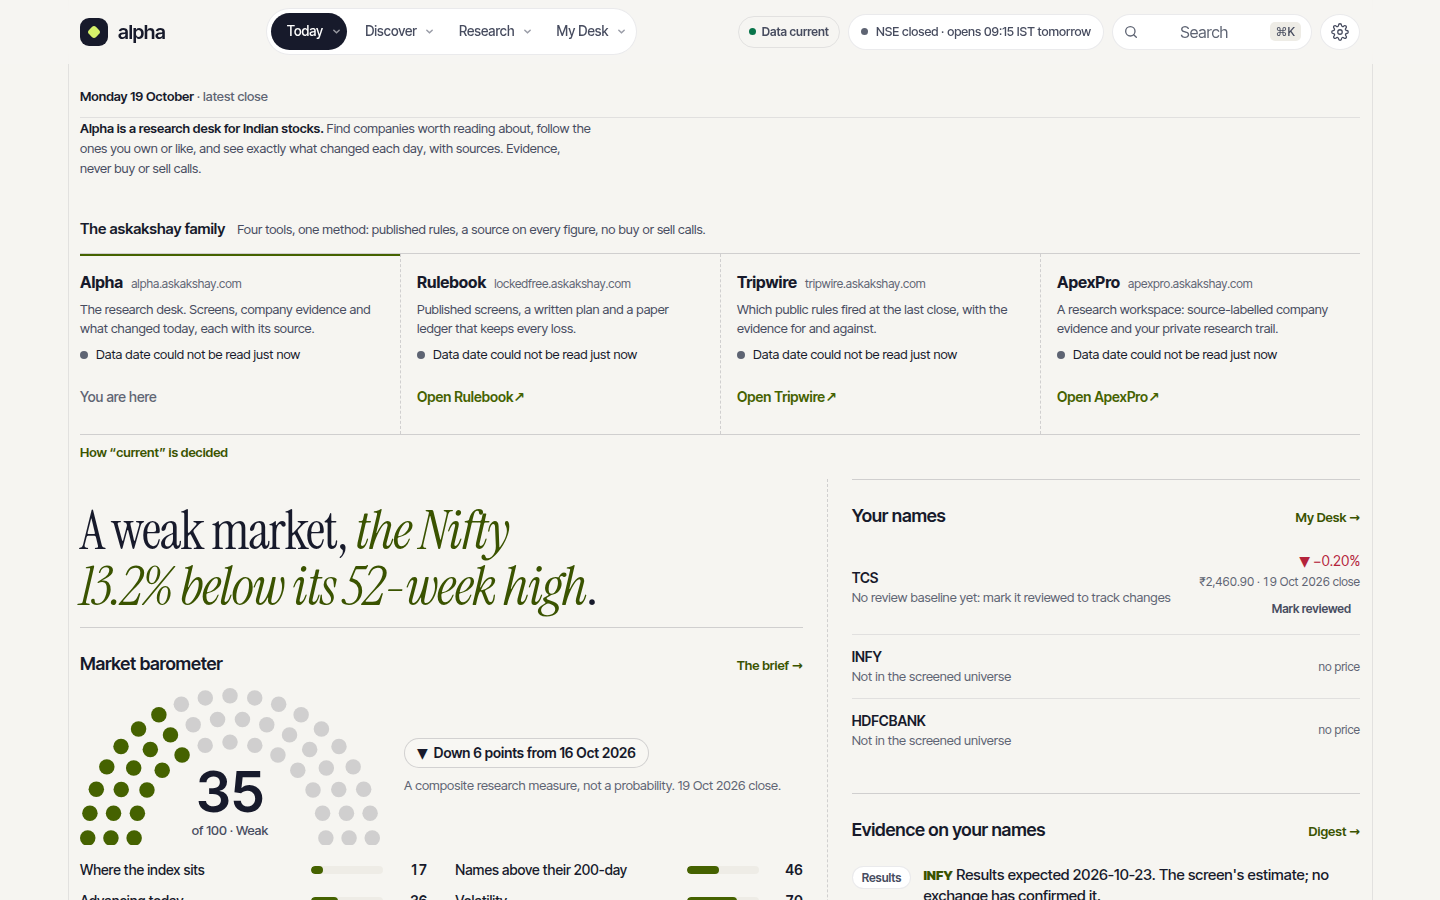 alpha
Today
Discover
Research
My Desk
Data current
NSE closed · opens 09:15 IST tomorrow
Search
⌘K
Monday 19 October · latest close
Alpha is a research desk for Indian stocks. Find companies worth reading about, follow the
ones you own or like, and see exactly what changed each day, with sources. Evidence,
never buy or sell calls.
The askakshay family Four tools, one method: published rules, a source on every figure, no buy or sell calls.
Alpha alpha.askakshay.com
The research desk. Screens, company evidence and
what changed today, each with its source.
Data date could not be read just now
You are here
Rulebook lockedfree.askakshay.com
Published screens, a written plan and a paper
ledger that keeps every loss.
Data date could not be read just now
Open Rulebook↗
Tripwire tripwire.askakshay.com
Which public rules fired at the last close, with the
evidence for and against.
Data date could not be read just now
Open Tripwire↗
ApexPro apexpro.askakshay.com
A research workspace: source-labelled company
evidence and your private research trail.
Data date could not be read just now
Open ApexPro↗
How “current” is decided
A weak market, the Nifty
13.2% below its 52-week high.
Market barometer
The brief →
35
of 100 · Weak
▼ Down 6 points from 16 Oct 2026
A composite research measure, not a probability. 19 Oct 2026 close.
Where the index sits 17
Names above their 200-day 46
Advancing today 36
Volatility 70
Your names
My Desk →
TCS
No review baseline yet: mark it reviewed to track changes
▼ −0.20%
₹2,460.90 · 19 Oct 2026 close
Mark reviewed
INFY
Not in the screened universe
no price
HDFCBANK
Not in the screened universe
no price
Evidence on your names
Digest →
Results
INFY Results expected 2026-10-23. The screen's estimate; no
exchange has confirmed it.